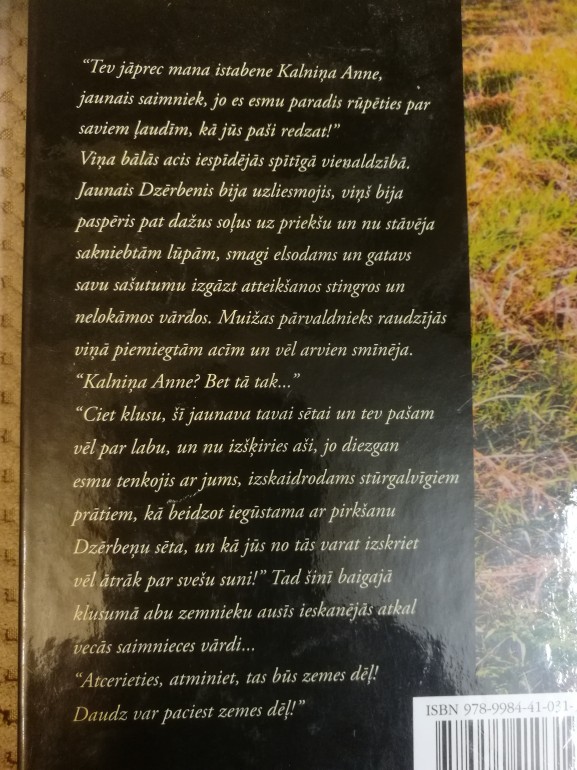 “Tev jāprec mana istabene Kalniņa Anne,
jaunais saimniek, jo es esmu paradis rūpēties par
saviem ļaudīm, kā jūs paši redzat!”
Viņa bālās acis iespīdējās spītīgā vienaldzībā.
Jaunais Dzērbenis bija uzliesmojis, viņš bija
paspēris pat dažus soļus uz priekšu un nu stāvēja
sakniebtām lūpām, smagi elsodams un gatavs
savu sašutumu izgāzt atteikšanos stingros un
nelokāmos vārdos. Muižas pārvaldnieks raudzījās
viņā piemiegtām acīm un vēl arvien smīnēja.
“Kalniņa Anne? Bet tā tak...”
“Ciet klusu, šī jaunava tavai sētai un tev pašam
vēl par labu, un nu izšķiries aši, jo diezgan
esmu tenkojis ar jums, izskaidrodams stūrgalvīgiem
prātiem, kā beidzot iegūstama ar pirkšanu
Dzērbeņu sēta, un kā jūs no tās varat izskriet
vēl ātrāk par svešu suni!” Tad šinī baigajā
klusumā abu zemnieku ausīs ieskanējās atkal
vecās saimnieces vārdi...
“Atcerieties, atminiet, tas būs zemes dēļ!
Daudz var paciest zemes dēļ!”
ISBN 978-9984-41-031-